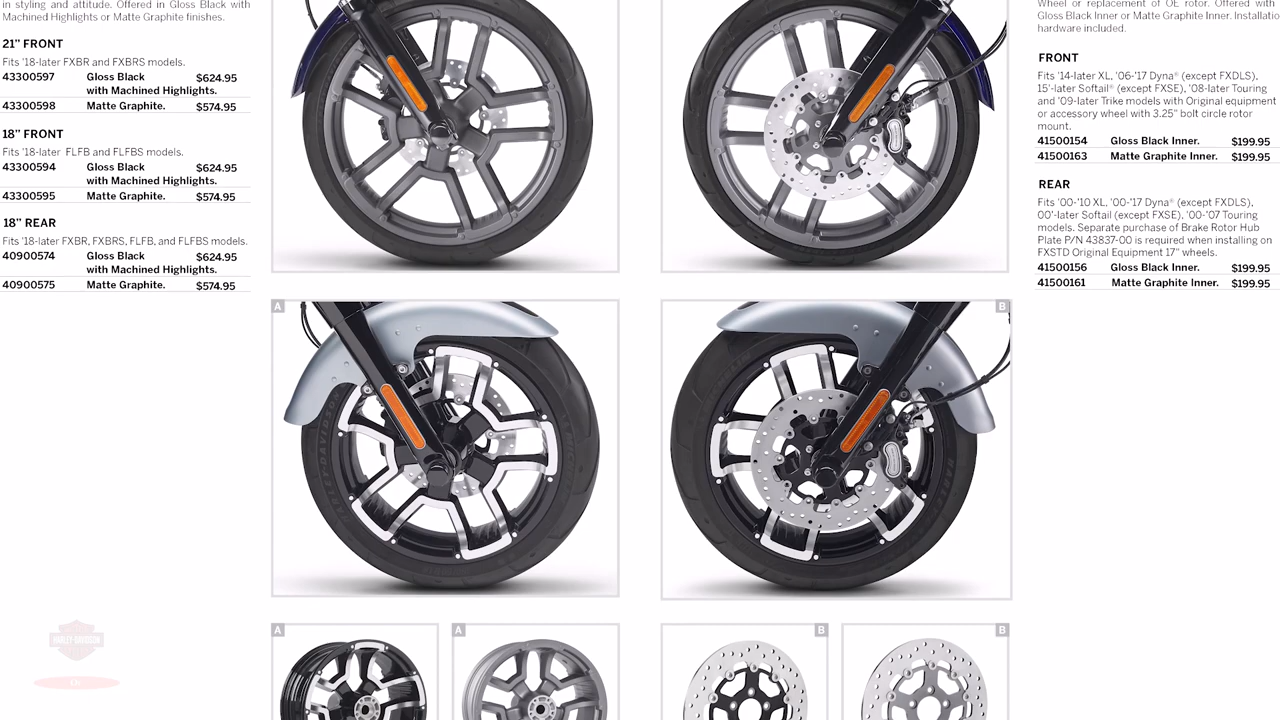 in styling and attitude. Offered in Gloss Black with
Machined Highlights or Matte Graphite finishes.
21” FRONT
Fits '18-later FXBR and FXBRS models.
43300597 Gloss Black $624.95
with Machined Highlights.
43300598 Matte Graphite. $574.95
18” FRONT
Fits '18-later FLFB and FLFBS models.
43300594 Gloss Black $624.95
with Machined Highlights.
43300595 Matte Graphite. $574.95
18” REAR
Fits '18-later FXBR, FXBRS, FLFB, and FLFBS models.
40900574 Gloss Black $624.95
with Machined Highlights.
40900575 Matte Graphite. $574.95
A
B
HARLEY-DAVIDSON
A
A
B
B
HARLEY-DAVIDSON
Wheel or replacement of OE rotor. Offered with
Gloss Black Inner or Matte Graphite Inner. Installatio
hardware included.
FRONT
Fits '14-later XL, '06-'17 Dyna® (except FXDLS),
15'-later Softail® (except FXSE), '08-later Touring
and '09-later Trike models with Original equipment
or accessory wheel with 3.25" bolt circle rotor
mount.
41500154 Gloss Black Inner. $199.95
41500163 Matte Graphite Inner. $199.95
REAR
Fits '00-'10 XL, '00-'17 Dyna® (except FXDLS),
00'-later Softail (except FXSE), '00-'07 Touring
models. Separate purchase of Brake Rotor Hub
Plate P/N 43837-00 is required when installing on
FXSTD Original Equipment 17" wheels.
41500156 Gloss Black Inner. $199.95
41500161 Matte Graphite Inner. $199.95